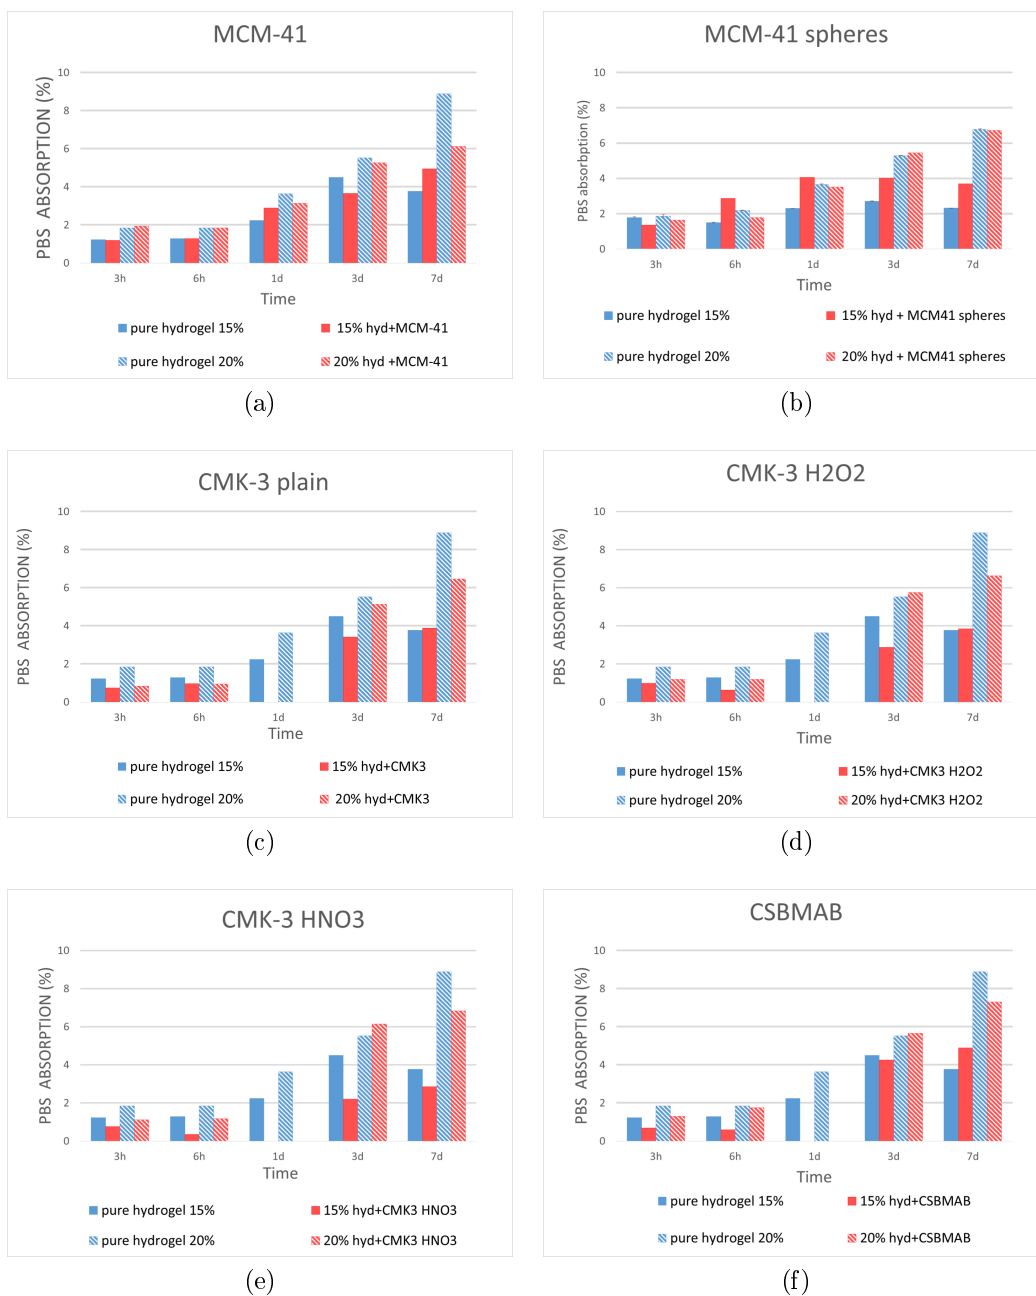 MCM-41
PBS ABSORPTION (%)
10
8
6
4
2
0
3h 6h 1d 3d 7d
Time
pure hydrogel 15% 15% hyd+MCM-41
pure hydrogel 20% 20% hyd +MCM-41
(a)
MCM-41 spheres
PBS absorbption (%)
10
8
6
4
2
0
3h 6h 1d 3d 7d
Time
pure hydrogel 15% 15% hyd + MCM41 spheres
pure hydrogel 20% 20% hyd + MCM41 spheres
(b)
CMK-3 plain
PBS ABSORPTION (%)
10
8
6
4
2
0
3h 6h 1d 3d 7d
Time
pure hydrogel 15% 15% hyd+CMK3
pure hydrogel 20% 20% hyd+CMK3
(c)
CMK-3 H2O2
PBS ABSORPTION (%)
10
8
6
4
2
0
3h 6h 1d 3d 7d
Time
pure hydrogel 15% 15% hyd+CMK3 H2O2
pure hydrogel 20% 20% hyd+CMK3 H2O2
(d)
CMK-3 HNO3
PBS ABSORPTION (%)
10
8
6
4
2
0
3h 6h 1d 3d 7d
Time
pure hydrogel 15% 15% hyd+CMK3 HNO3
pure hydrogel 20% 20% hyd+CMK3 HNO3
(e)
CSBMAB
PBS ABSORPTION (%)
10
8
6
4
2
0
3h 6h 1d 3d 7d
pure hydrogel 15% 15% hyd+CSBMAB
pure hydrogel 20% 20% hyd+CSBMAB
(f)